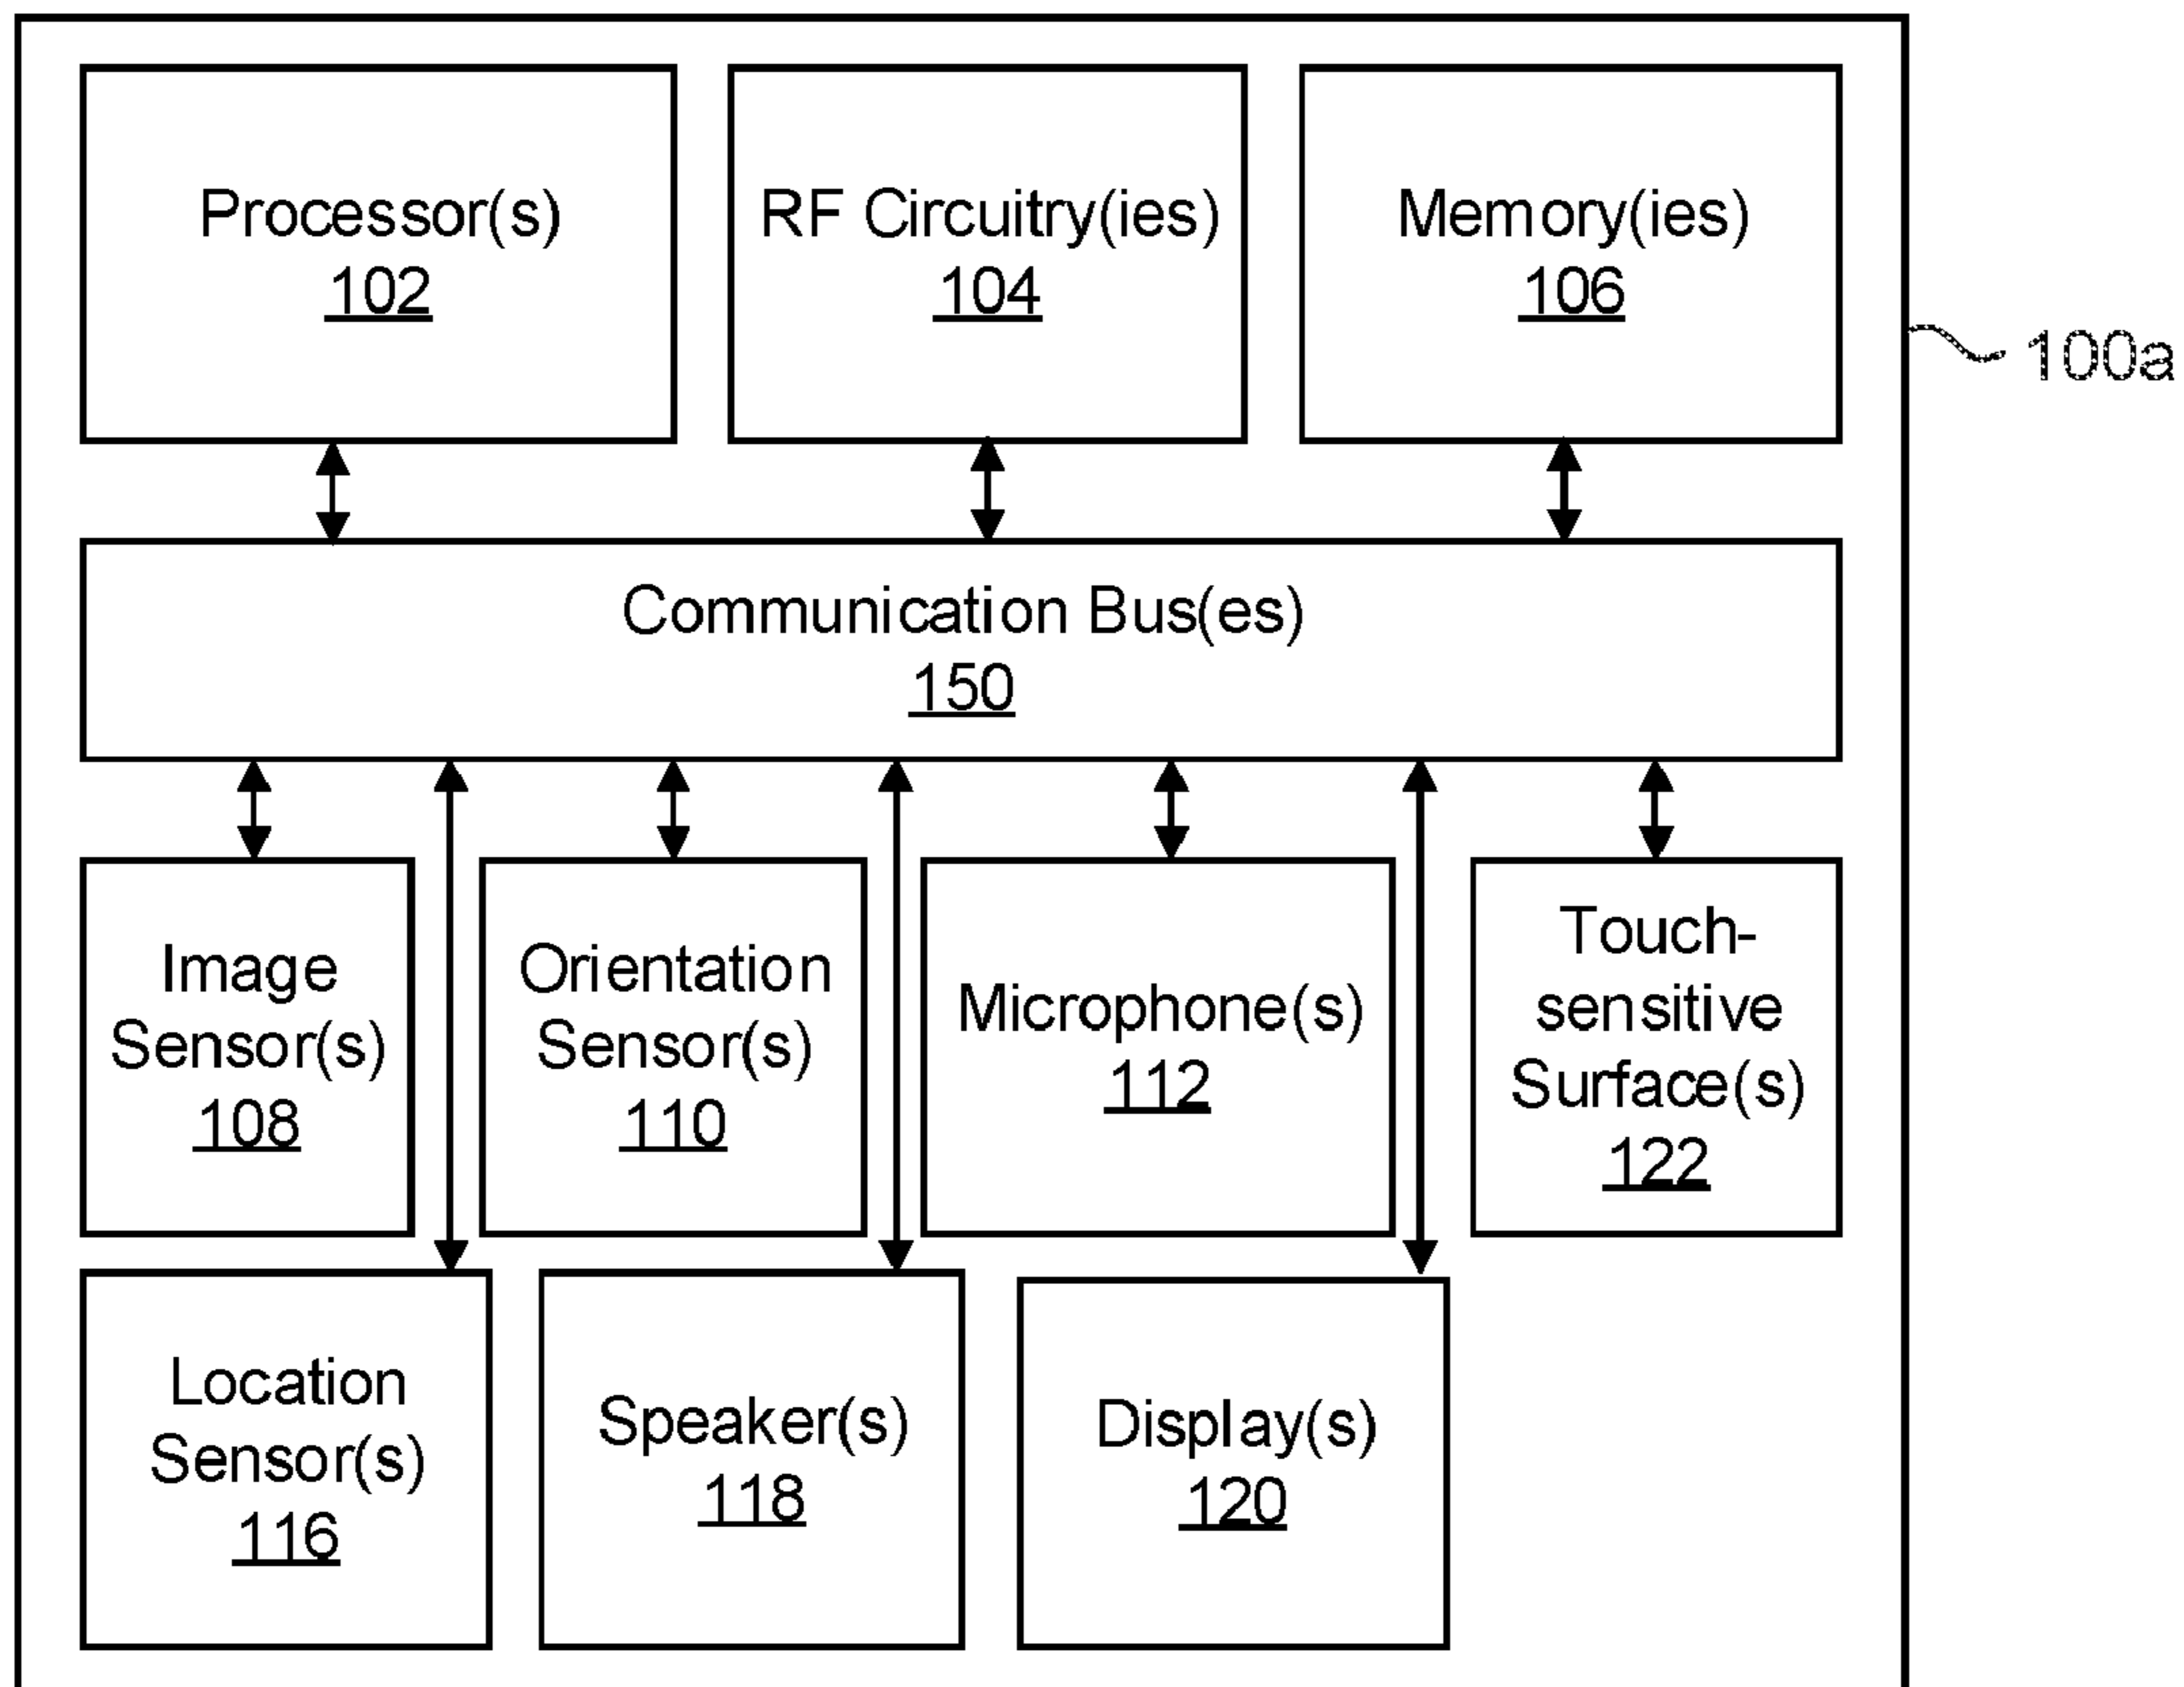 Processor(s)
102
RF Circuitry(ies)
104
Memory(ies)
106
100a
Communication Bus(es)
150
Image
Sensor(s)
108
Orientation
Sensor(s)
110
Microphone(s)
112
Touch-
sensitive
Surface(s)
122
Location
Sensor(s)
116
Speaker(s)
118
Display(s)
120